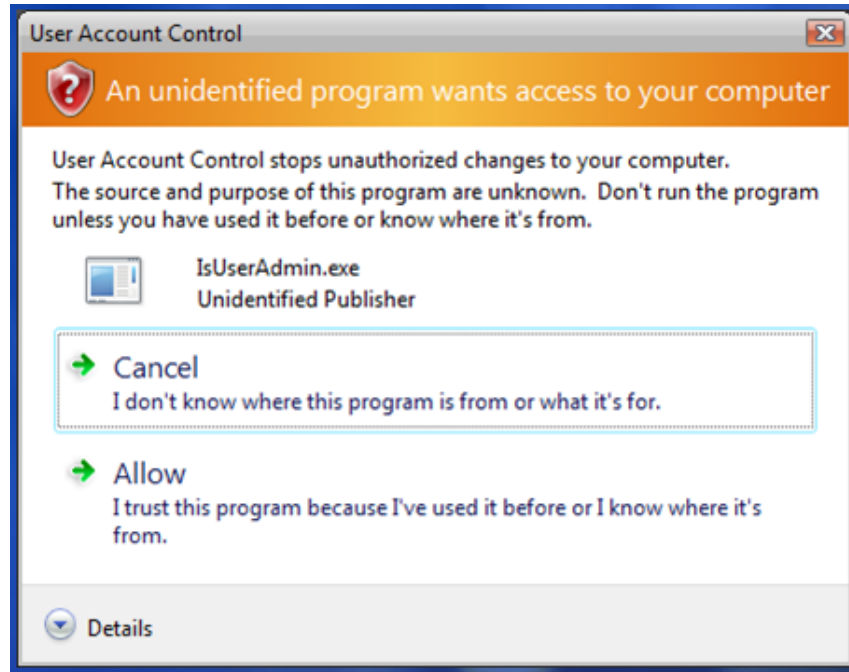 User Account Control
An unidentified program wants access to your computer
User Account Control stops unauthorized changes to your computer.
The source and purpose of this program are unknown.  Don't run the program
unless you have used it before or know where it's from.
IsUserAdmin.exe
Unidentified Publisher
Cancel
I don't know where this program is from or what it's for.
Allow
I trust this program because I've used it before or I know where it's
from.
Details